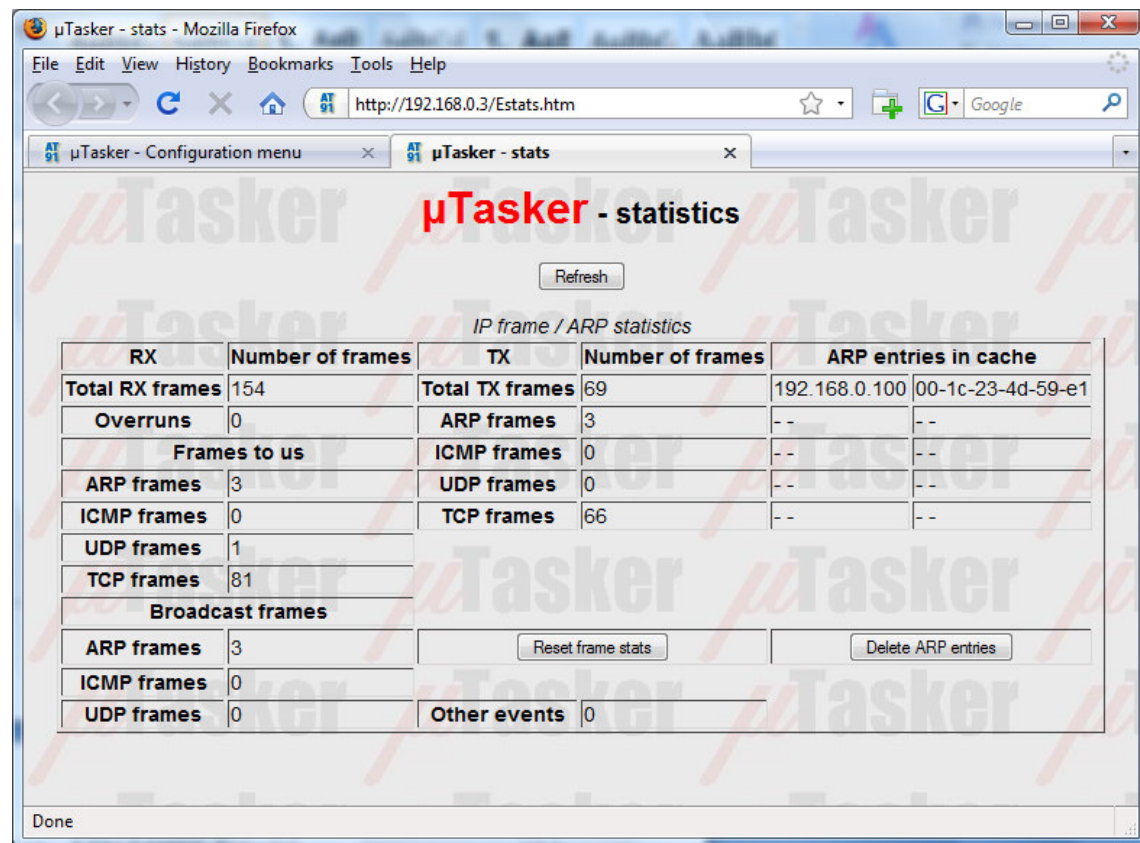 µTasker - stats - Mozilla Firefox
File Edit View History Bookmarks Tools Help
AT91 http://192.168.0.3/Estats.htm G Google
AT91 µTasker - Configuration menu AT91 µTasker - stats
µTasker - statistics
Refresh
IP frame / ARP statistics
RX Number of frames TX Number of frames ARP entries in cache
Total RX frames 154 Total TX frames 69 192.168.0.100 00-1c-23-4d-59-e1
Overruns 0 ARP frames 3 - - - -
Frames to us ICMP frames 0 - - - -
ARP frames 3 UDP frames 0 - - - -
ICMP frames 0 TCP frames 66 - - - -
UDP frames 1
TCP frames 81
Broadcast frames
ARP frames 3 Reset frame stats Delete ARP entries
ICMP frames 0
UDP frames 0 Other events 0
Done